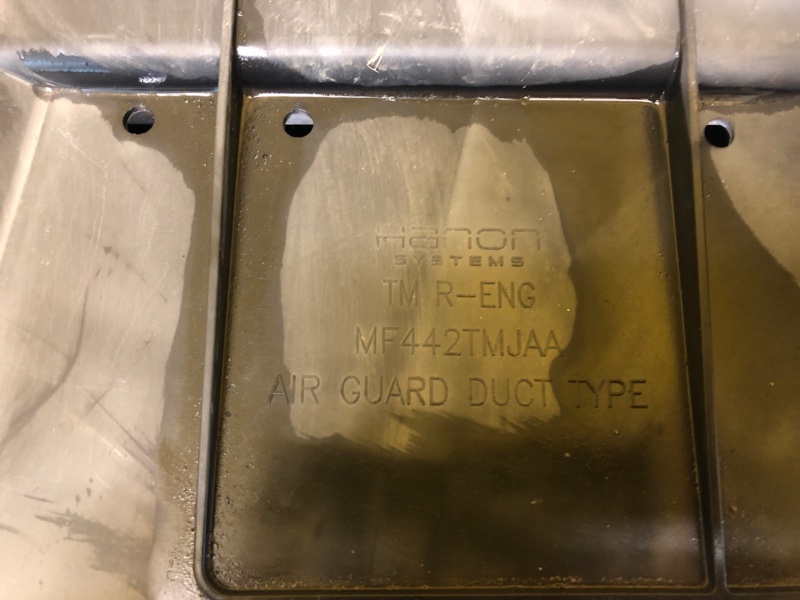 Hanon
SYSTEMS
TM R-ENG
MF442TMJAA
AIR GUARD DUCT TYPE